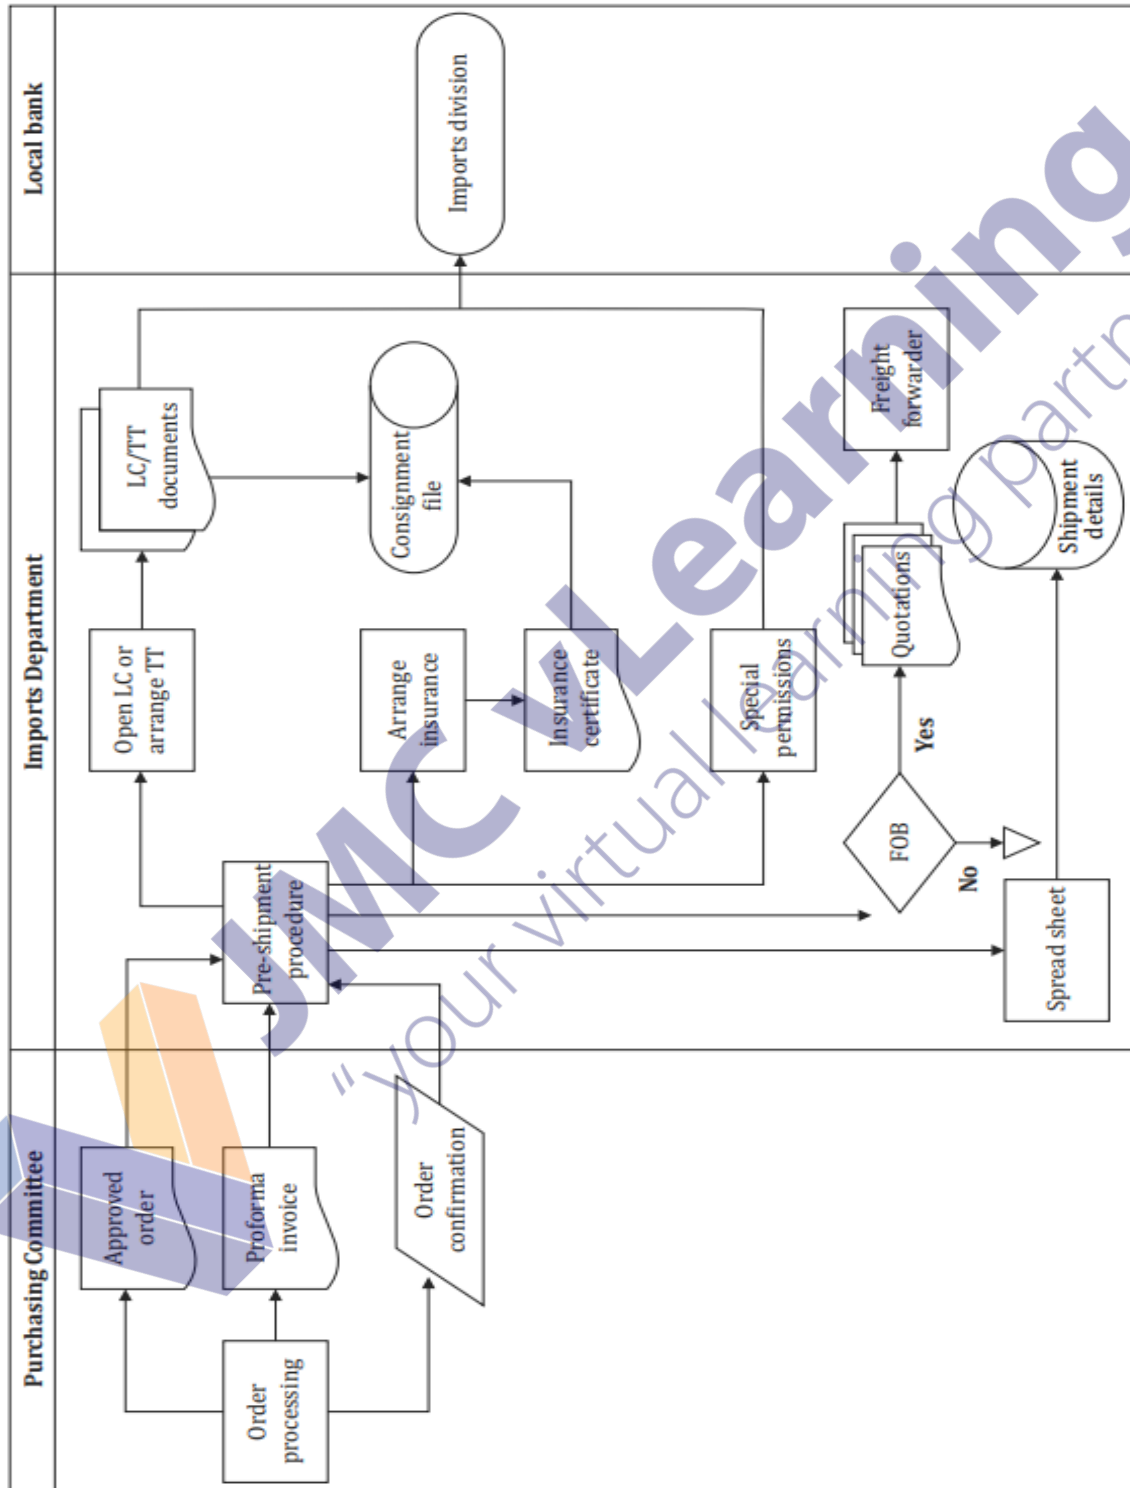 Purchasing Committee
Imports Department
Local bank
Order
processing
Approved
order
Proforma
invoice
Order
confirmation
Pre-shipment
procedure
Open LC or
arrange TT
LC/TT
documents
Arrange
insurance
Insurance
certificate
Consignment
file
Special
permissions
Imports division
FOB
Yes
No
Quotations
Freight
forwarder
Spread sheet
Shipment
details
JMC vLearning
"your virtual learning